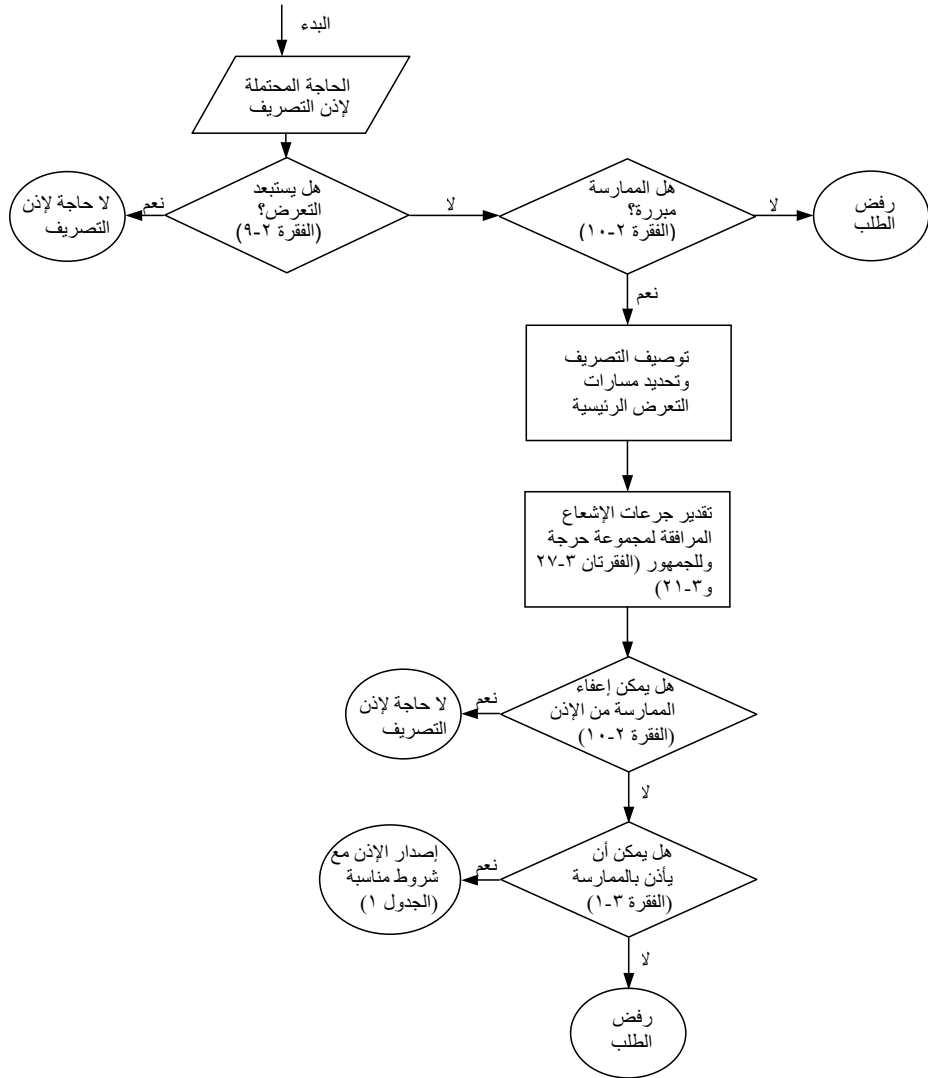 البدء
الحاجة المحتملة
لإذن التصريف
هل يستبعد
التعرض؟
(الفقرة ٢-٩)
نعم
لا حاجة لإذن
التصريف
لا
هل الممارسة
مبررة؟
(الفقرة ٢-١٠)
لا
رفض
الطلب
نعم
توصيف التصريف
وتحديد مسارات
التعرض الرئيسية
تقدير جرعات الإشعاع
المرافقة لمجموعة حرجة
وللجمهور (الفقرتان ٣-٢٧
و٣-٢١)
هل يمكن إعفاء
الممارسة من الإذن
(الفقرة ٢-١٠)
نعم
لا حاجة لإذن
التصريف
لا
هل يمكن أن
يأذن بالممارسة
(الفقرة ٣-١)
نعم
إصدار الإذن مع
شروط مناسبة
(الجدول ١)
لا
رفض
الطلب